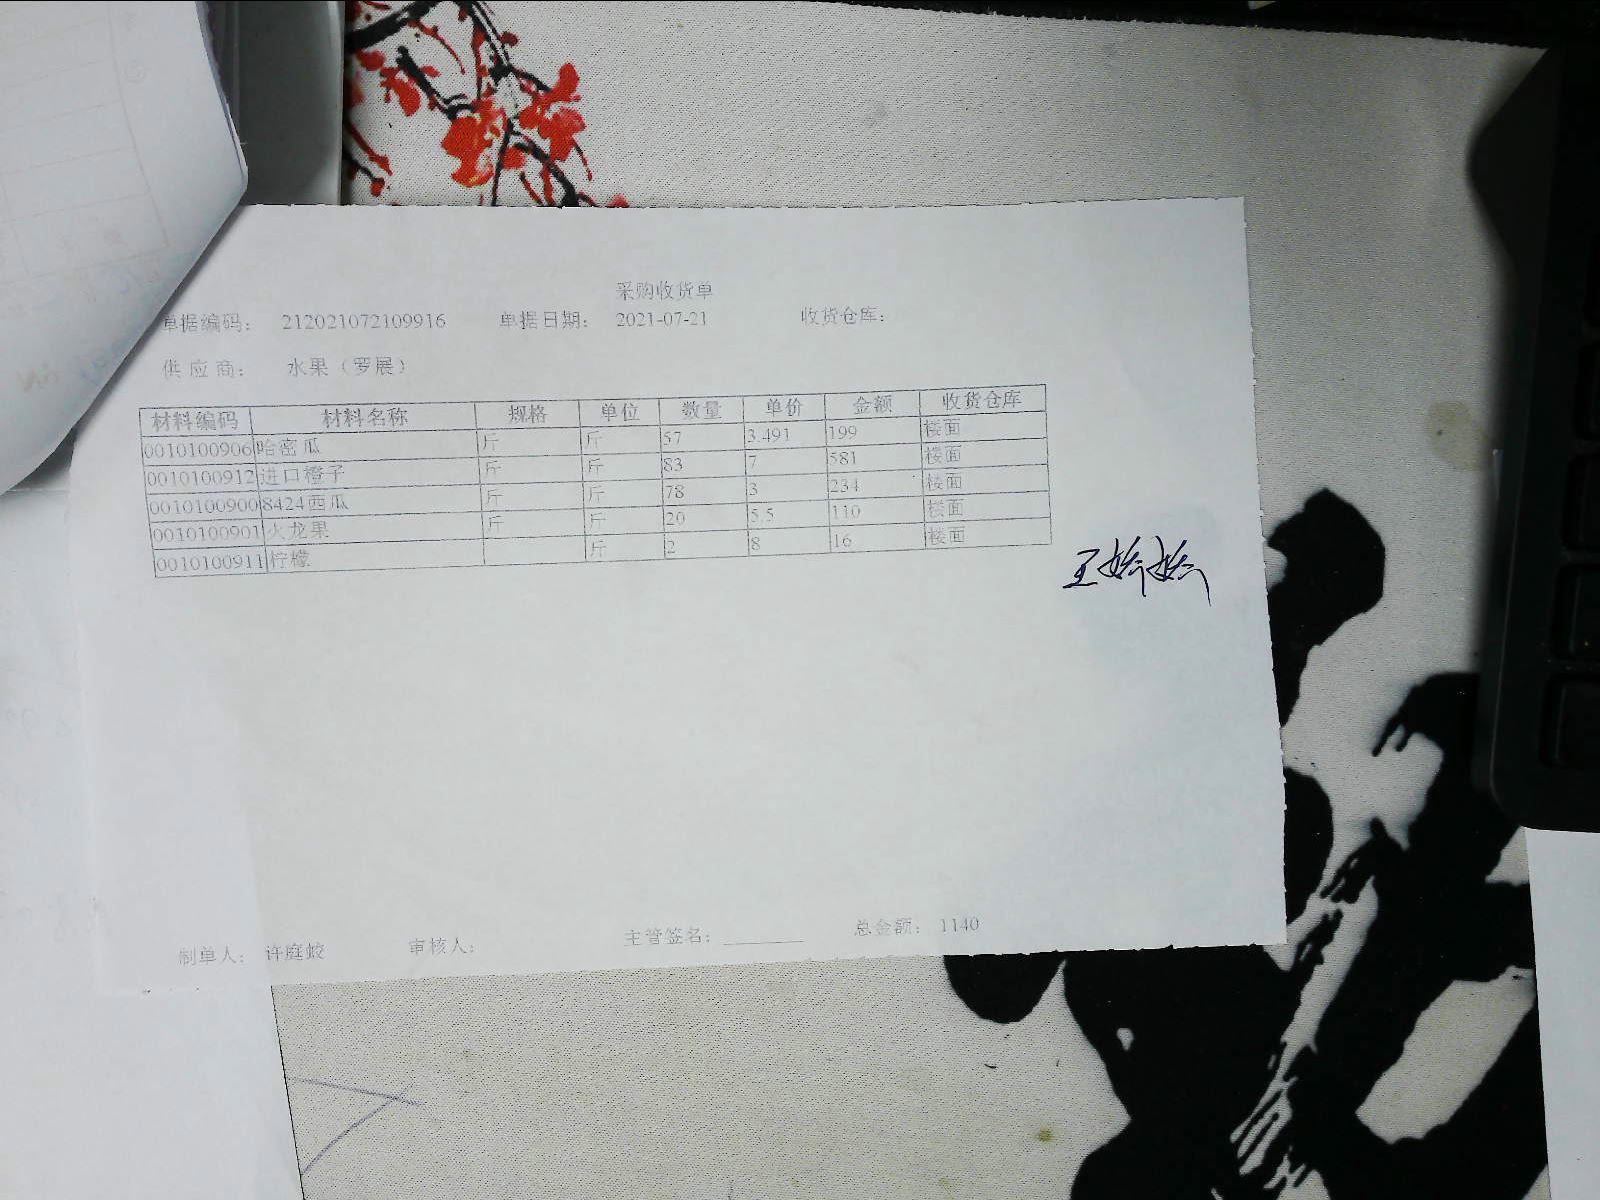 采购收货单
单据编码： 212021072109916 单据日期： 2021-07-21 收货仓库：
供应商： 水果（罗展）
材料编码 材料名称 规格 单位 数量 单价 金额 收货仓库
0010100906 哈密瓜 斤 斤 57 3.491 199 楼面
0010100912 进口橙子 斤 斤 83 7 581 楼面
0010100900 8424西瓜 斤 斤 78 3 234 楼面
0010100901 火龙果 斤 斤 20 5.5 110 楼面
0010100911 柠檬 斤 2 8 16 楼面
王娇娇
制单人： 许庭蛟 审核人： 主管签名：________ 总金额： 1140